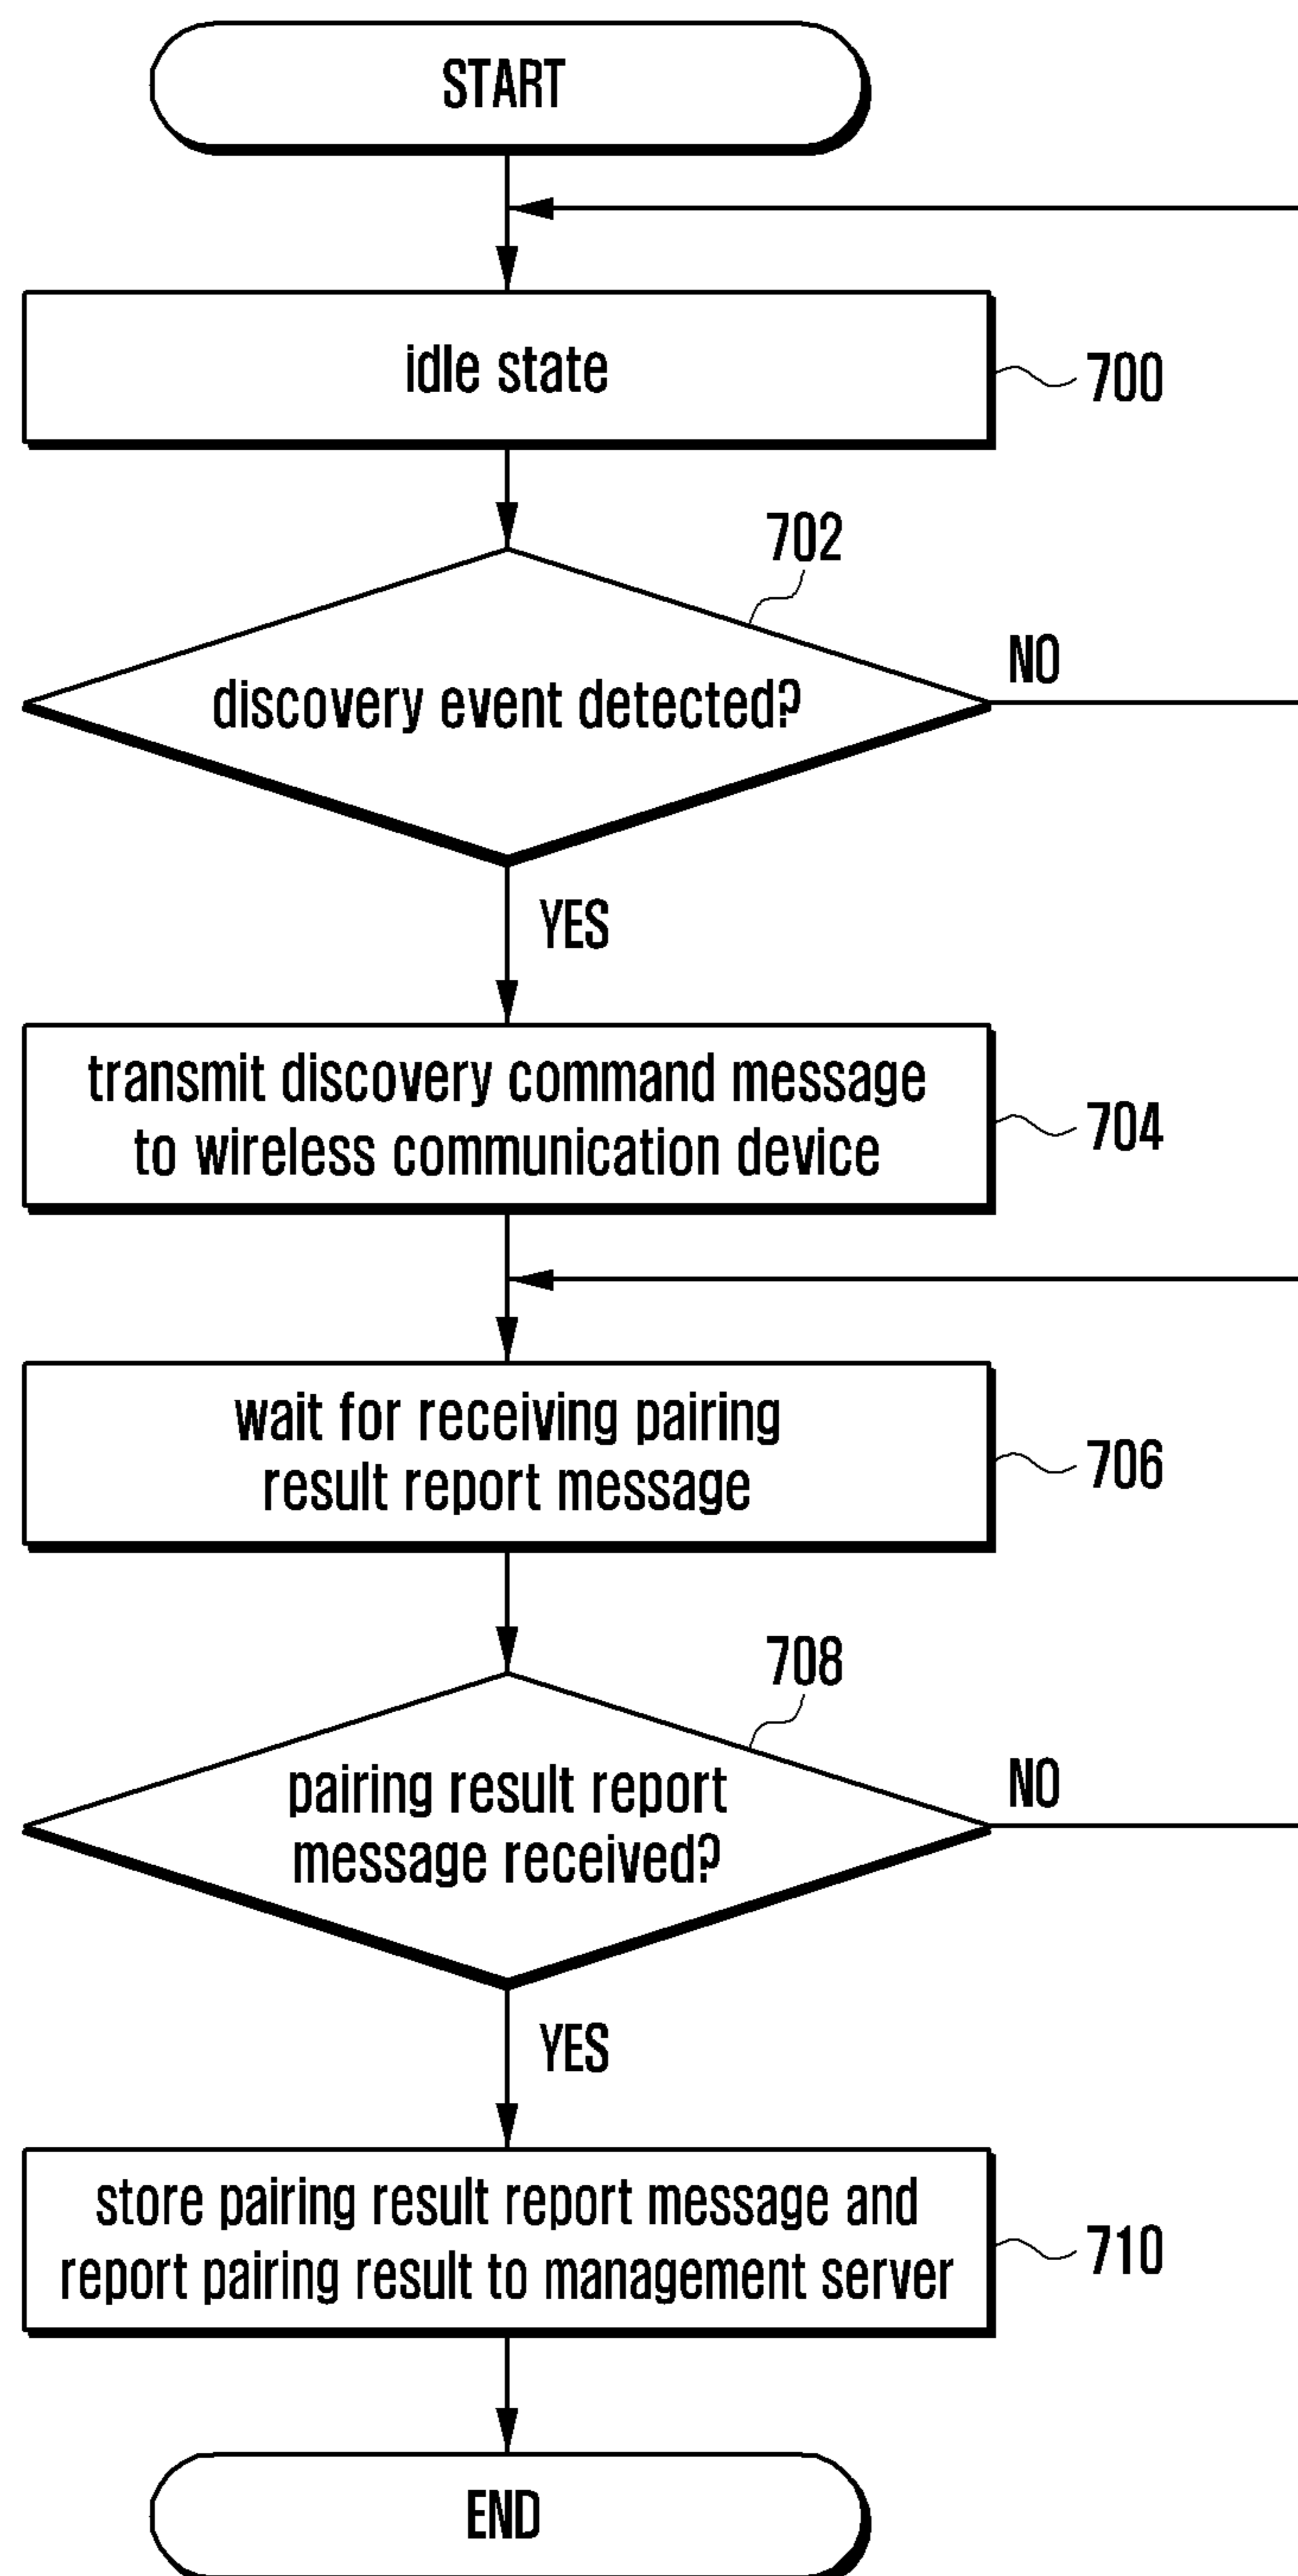 START
idle state
700
702
discovery event detected?
NO
YES
transmit discovery command message
to wireless communication device
704
wait for receiving pairing
result report message
706
708
pairing result report
message received?
NO
YES
store pairing result report message and
report pairing result to management server
710
END